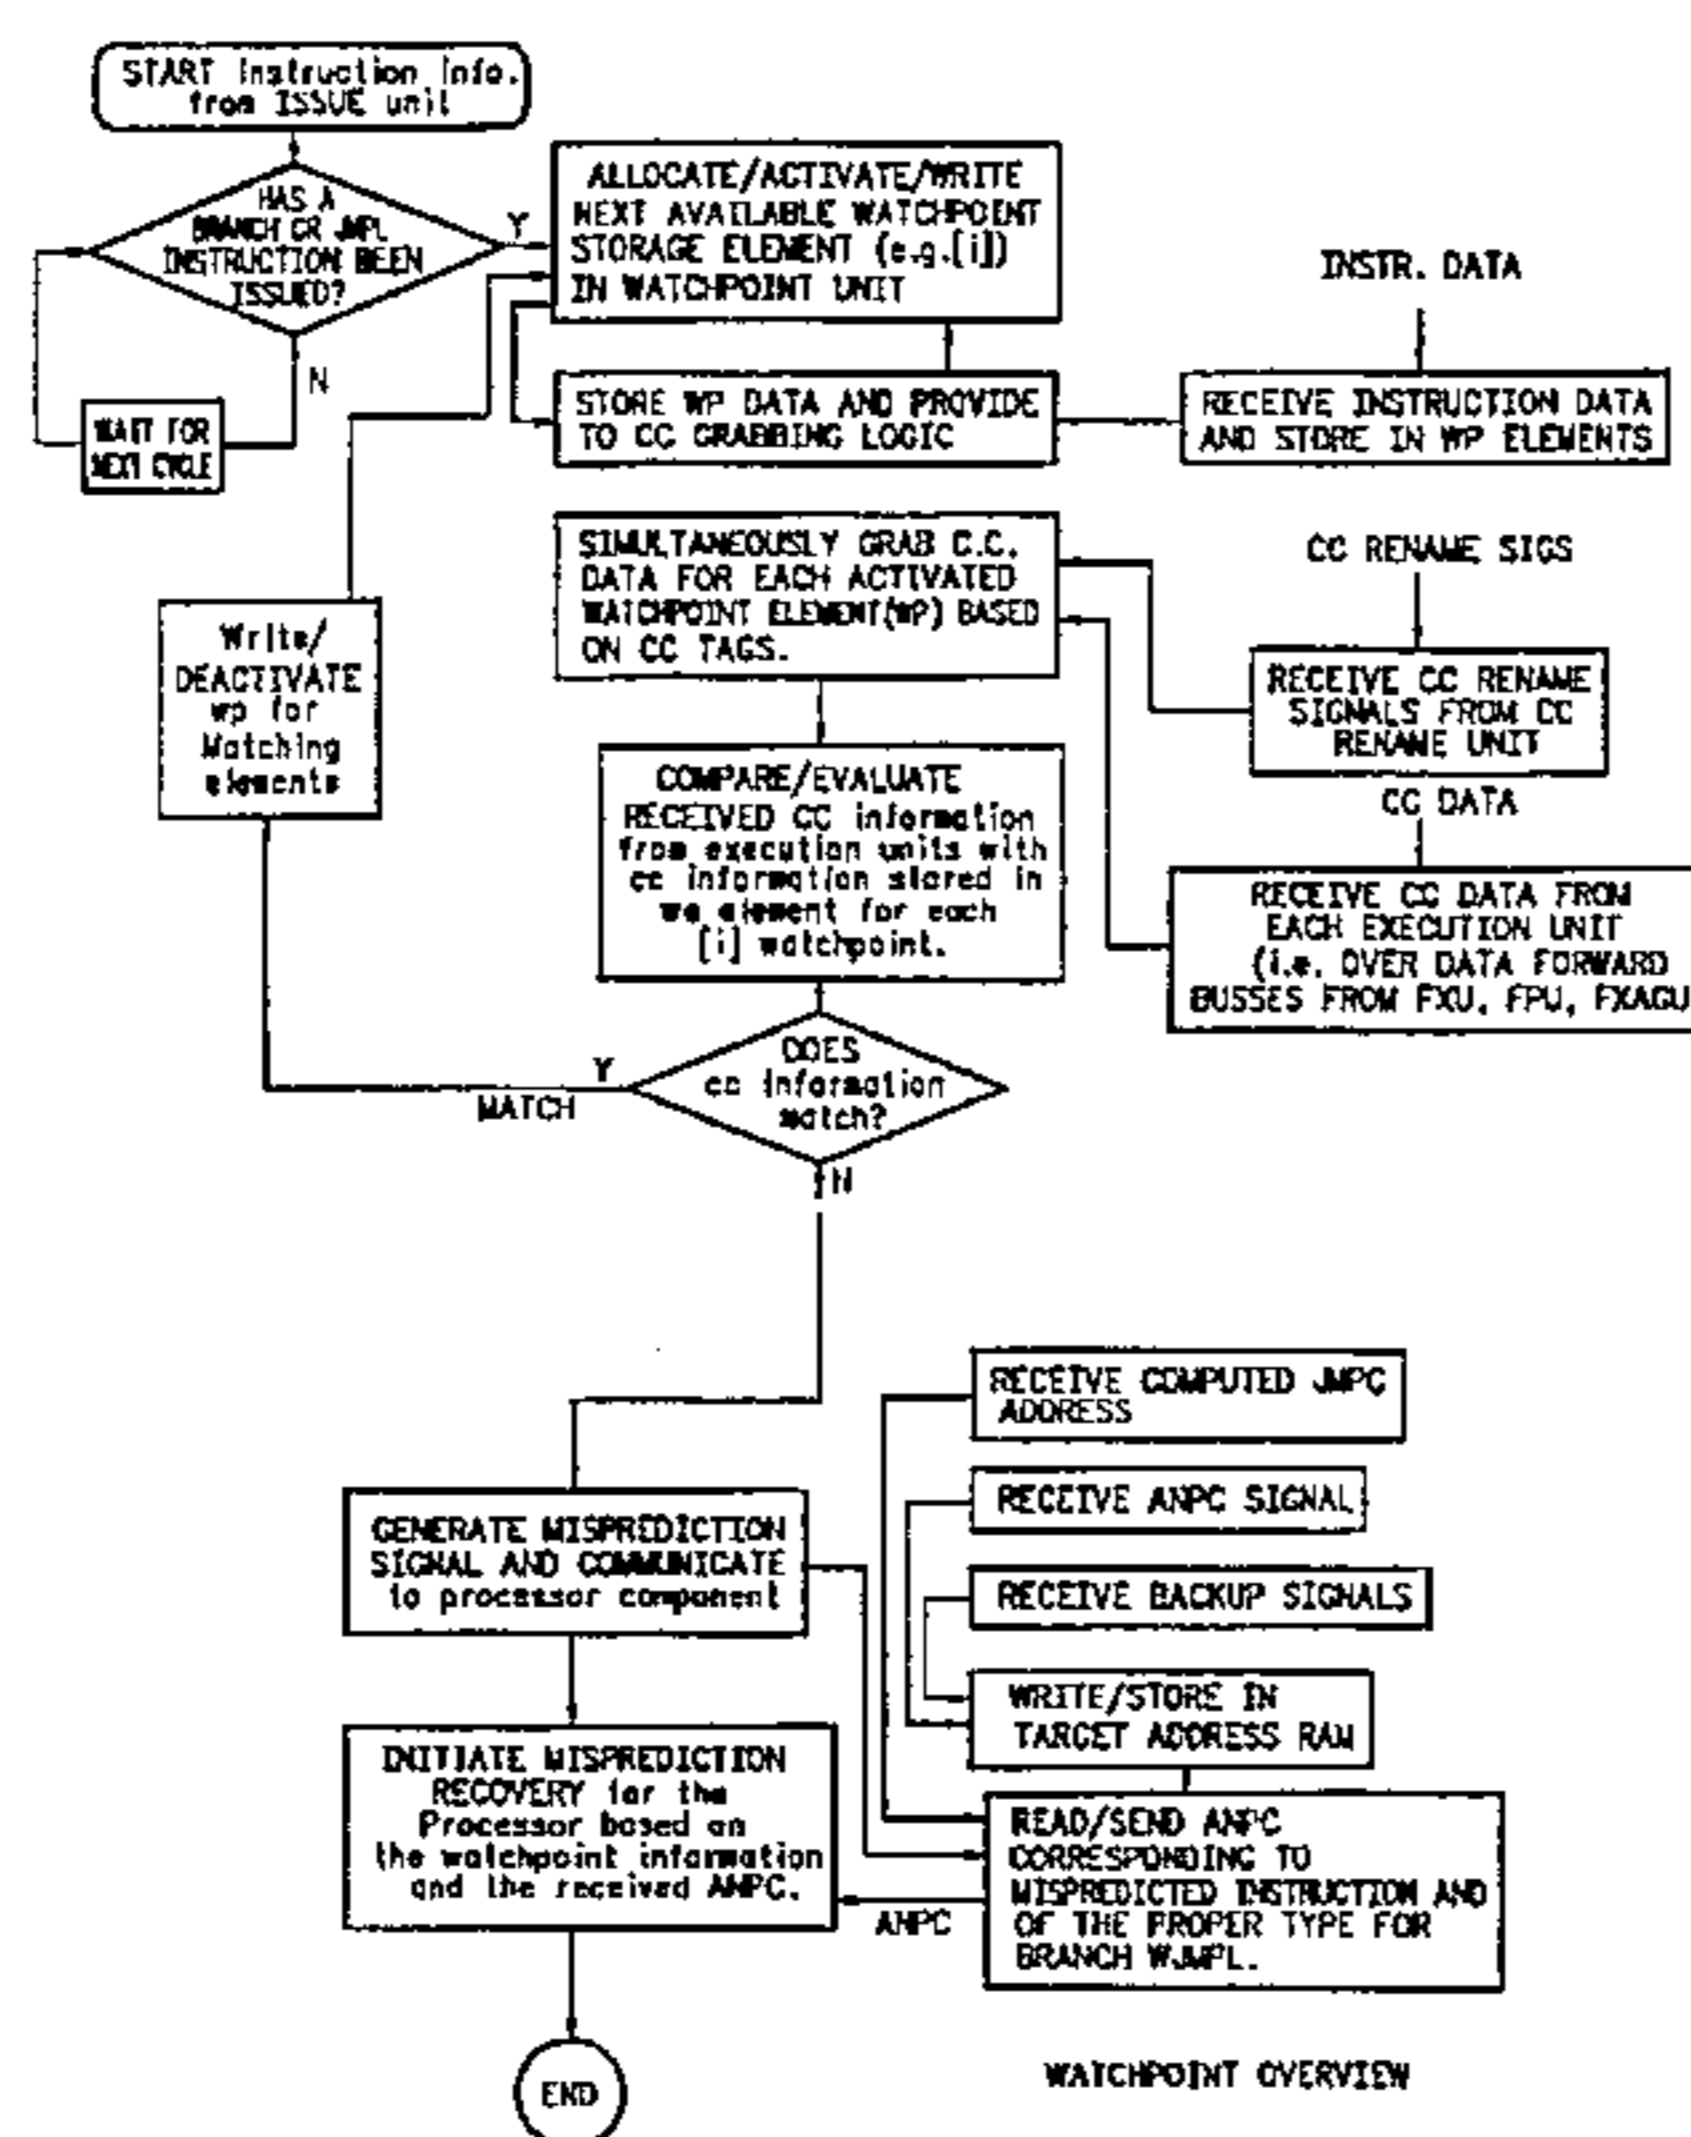 START Instruction Info.
from ISSUE unit
HAS A
BRANCH OR JMPL
INSTRUCTION BEEN
ISSUED?
Y
N
WAIT FOR
NEXT CYCLE
ALLOCATE/ACTIVATE/WRITE
NEXT AVAILABLE WATCHPOINT
STORAGE ELEMENT (e.g.[i])
IN WATCHPOINT UNIT
INSTR. DATA
STORE WP DATA AND PROVIDE
TO CC GRABBING LOGIC
RECEIVE INSTRUCTION DATA
AND STORE IN WP ELEMENTS
SIMULTANEOUSLY GRAB C.C.
DATA FOR EACH ACTIVATED
WATCHPOINT ELEMENT(WP) BASED
ON CC TAGS.
CC RENAME SIGS
RECEIVE CC RENAME
SIGNALS FROM CC
RENAME UNIT
Write/
DEACTIVATE
wp for
Matching
elements
COMPARE/EVALUATE
RECEIVED CC information
from execution units with
cc information stored in
element for each
[i] watchpoint.
CC DATA
RECEIVE CC DATA FROM
EACH EXECUTION UNIT
(i.e. OVER DATA FORWARD
BUSSES FROM FXU, FPU, FXAGU
DOES
cc information
match?
Y
MATCH
N
RECEIVE COMPUTED JMPC
ADDRESS
RECEIVE ANPC SIGNAL
RECEIVE BACKUP SIGNALS
WRITE/STORE IN
TARGET ADDRESS RAM
GENERATE MISPREDICTION
SIGNAL AND COMMUNICATE
to processor component
INITIATE MISPREDICTION
RECOVERY for the
Processor based on
the watchpoint information
and the received ANPC.
ANPC
READ/SEND ANPC
CORRESPONDING TO
MISPREDICTED INSTRUCTION AND
OF THE PROPER TYPE FOR
BRANCH WJMPL.
END
WATCHPOINT OVERVIEW